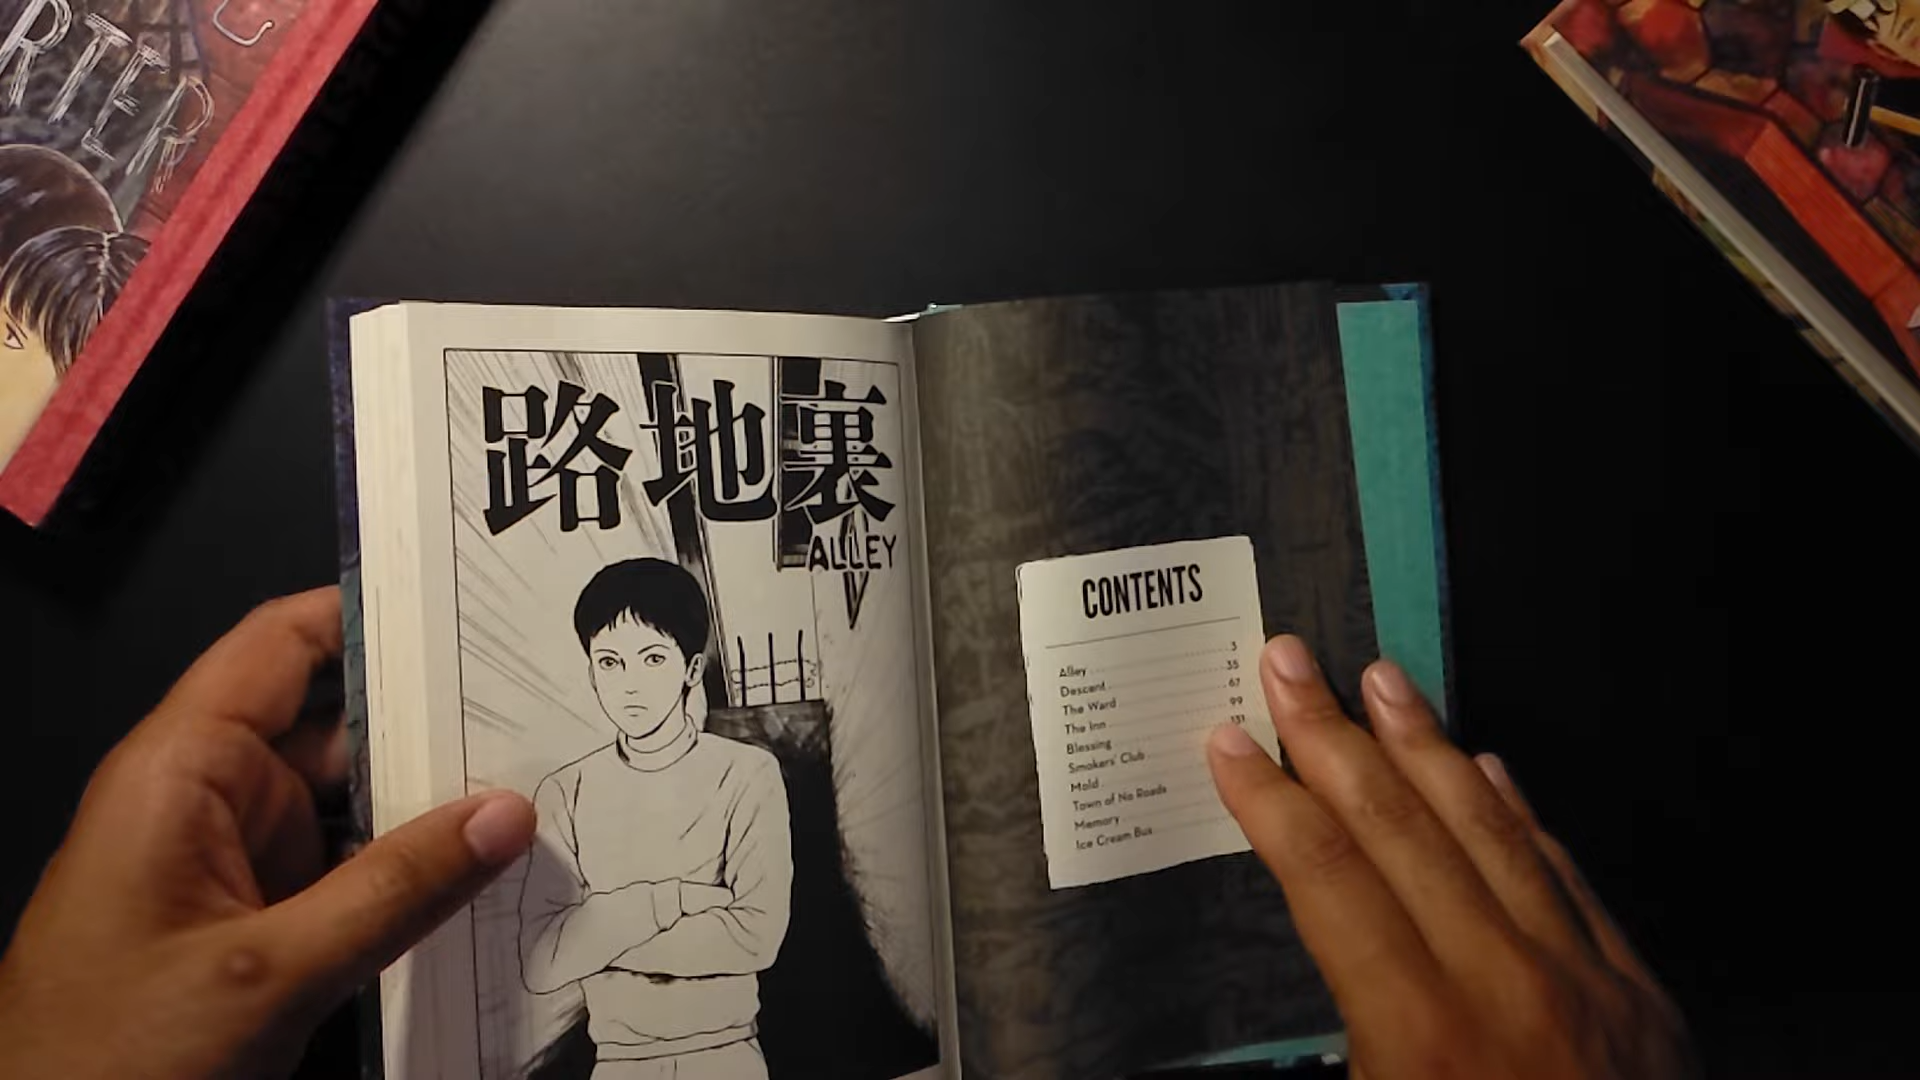 RTER
路地裏
ALLEY
CONTENTS
Alley 3
Descent 35
The Ward 67
The Inn 99
Blessing 131
Smokers' Club
Mold
Town of No Roads
Memory
Ice Cream Bus